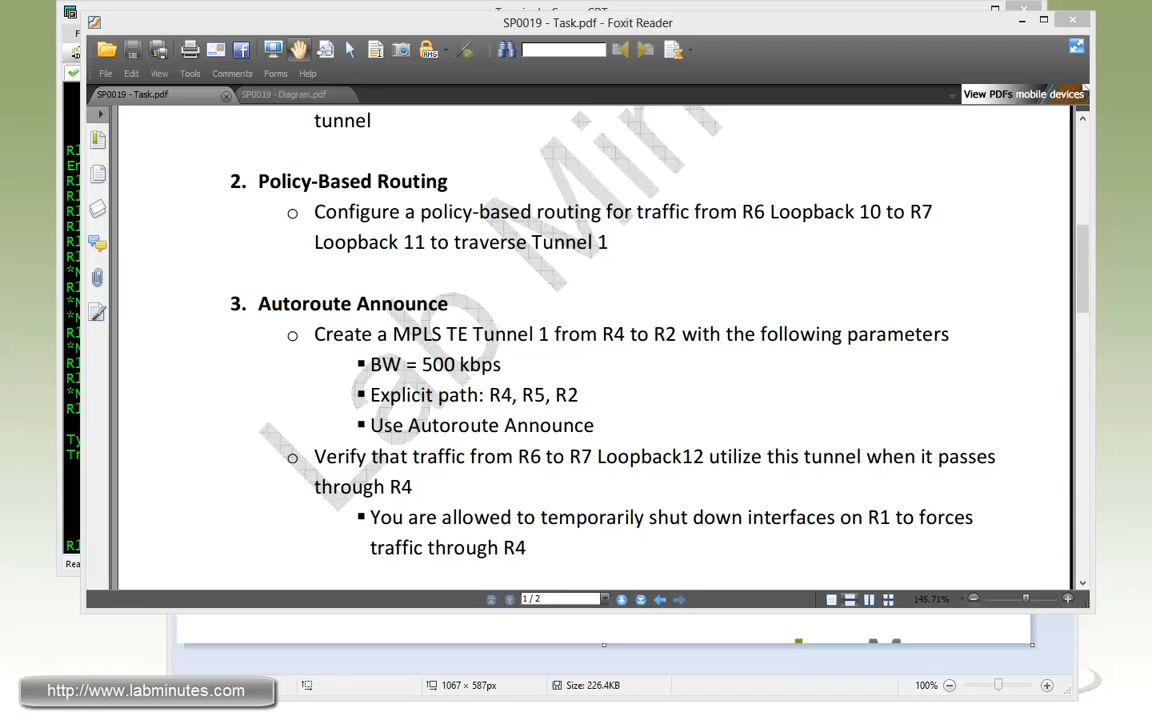 SP0019 - Task.pdf - Foxit Reader
File Edit View Tools Comments Forms Help
SP0019 - Task.pdf SP0019 - Diagram.pdf View PDFs mobile devices
tunnel
2. Policy-Based Routing
o Configure a policy-based routing for traffic from R6 Loopback 10 to R7
Loopback 11 to traverse Tunnel 1
3. Autoroute Announce
o Create a MPLS TE Tunnel 1 from R4 to R2 with the following parameters
▪ BW = 500 kbps
▪ Explicit path: R4, R5, R2
▪ Use Autoroute Announce
o Verify that traffic from R6 to R7 Loopback12 utilize this tunnel when it passes
through R4
▪ You are allowed to temporarily shut down interfaces on R1 to forces
traffic through R4
Lab Min
1 / 2 145.71%
http://www.labminutes.com 1067 × 587px Size: 226.4KB 100%